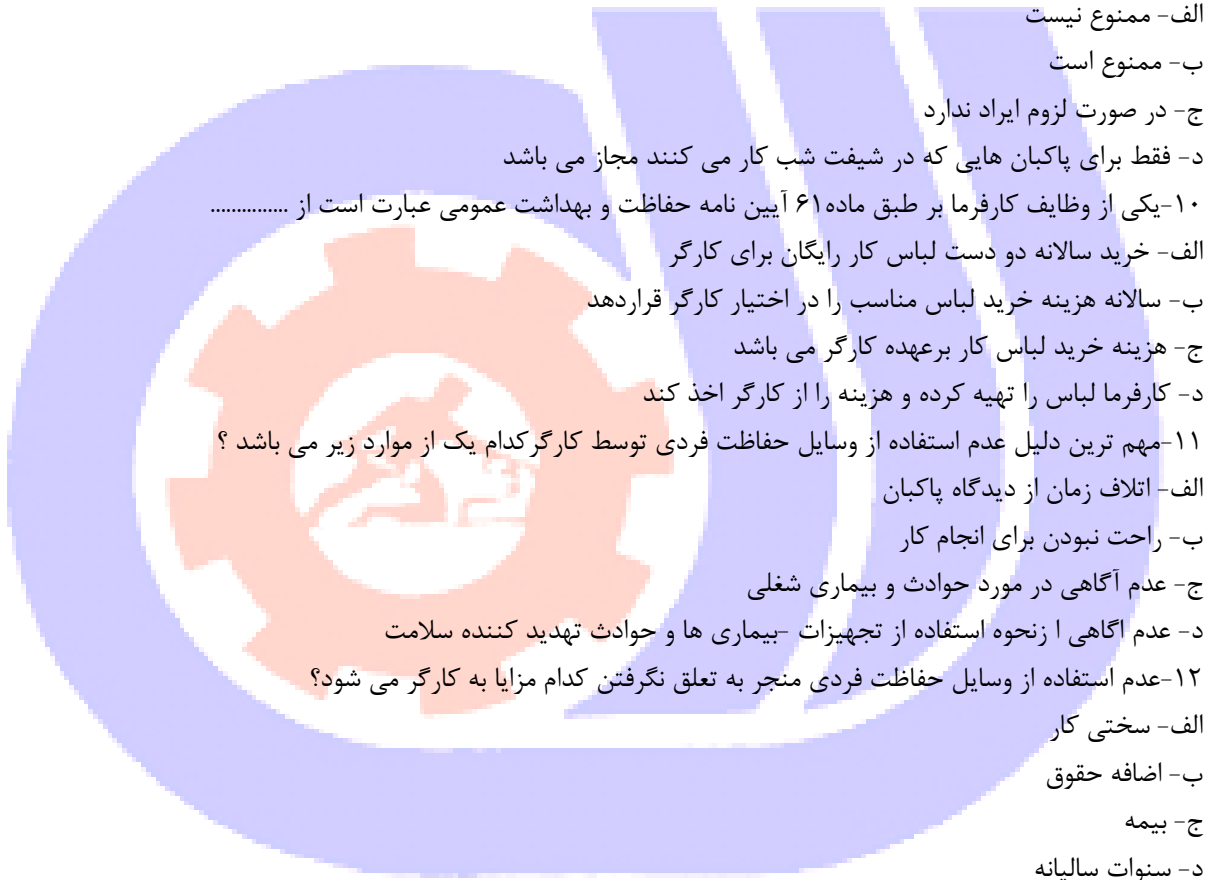 الف- ممنوع نیست
ب- ممنوع است
ج- در صورت لزوم ایراد ندارد
د- فقط برای پاکبان هایی که در شیفت شب کار می کنند مجاز می باشد
۱۰-یکی از وظایف کارفرما بر طبق ماده۶۱ آیین نامه حفاظت و بهداشت عمومی عبارت است از ...............
الف- خرید سالانه دو دست لباس کار رایگان برای کارگر
ب- سالانه هزینه خرید لباس مناسب را در اختیار کارگر قراردهد
ج- هزینه خرید لباس کار برعهده کارگر می باشد
د- کارفرما لباس را تهیه کرده و هزینه را از کارگر اخذ کند
۱۱-مهم ترین دلیل عدم استفاده از وسایل حفاظت فردی توسط کارگرکدام یک از موارد زیر می باشد ؟
الف- اتلاف زمان از دیدگاه پاکبان
ب- راحت نبودن برای انجام کار
ج- عدم آگاهی در مورد حوادث و بیماری شغلی
د- عدم اگاهی ا زنحوه استفاده از تجهیزات -بیماری ها و حوادث تهدید کننده سلامت
۱۲-عدم استفاده از وسایل حفاظت فردی منجر به تعلق نگرفتن کدام مزایا به کارگر می شود؟
الف- سختی کار
ب- اضافه حقوق
ج- بیمه
د- سنوات سالیانه